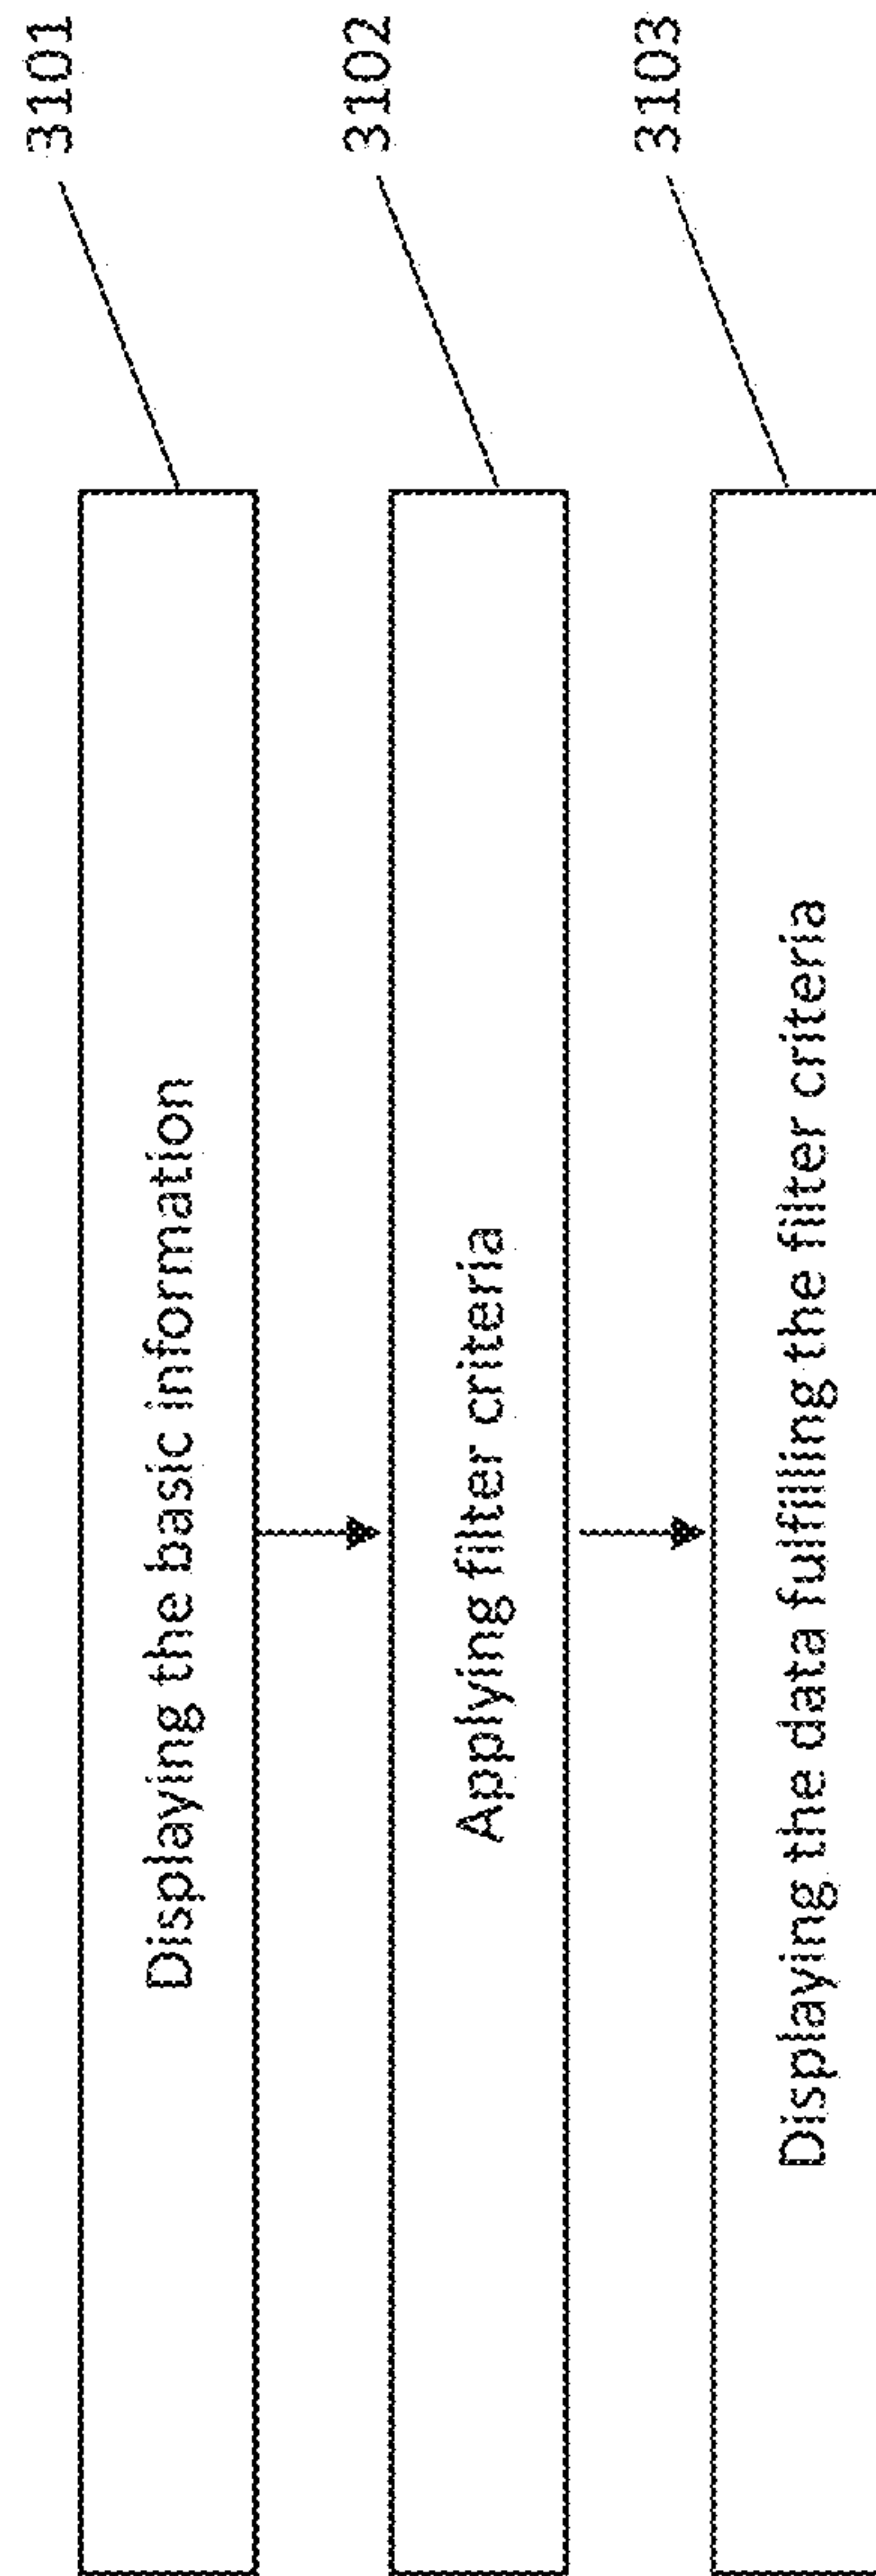 3101
Displaying the basic information
3102
Applying filter criteria
3103
Displaying the data fulfilling the filter criteria